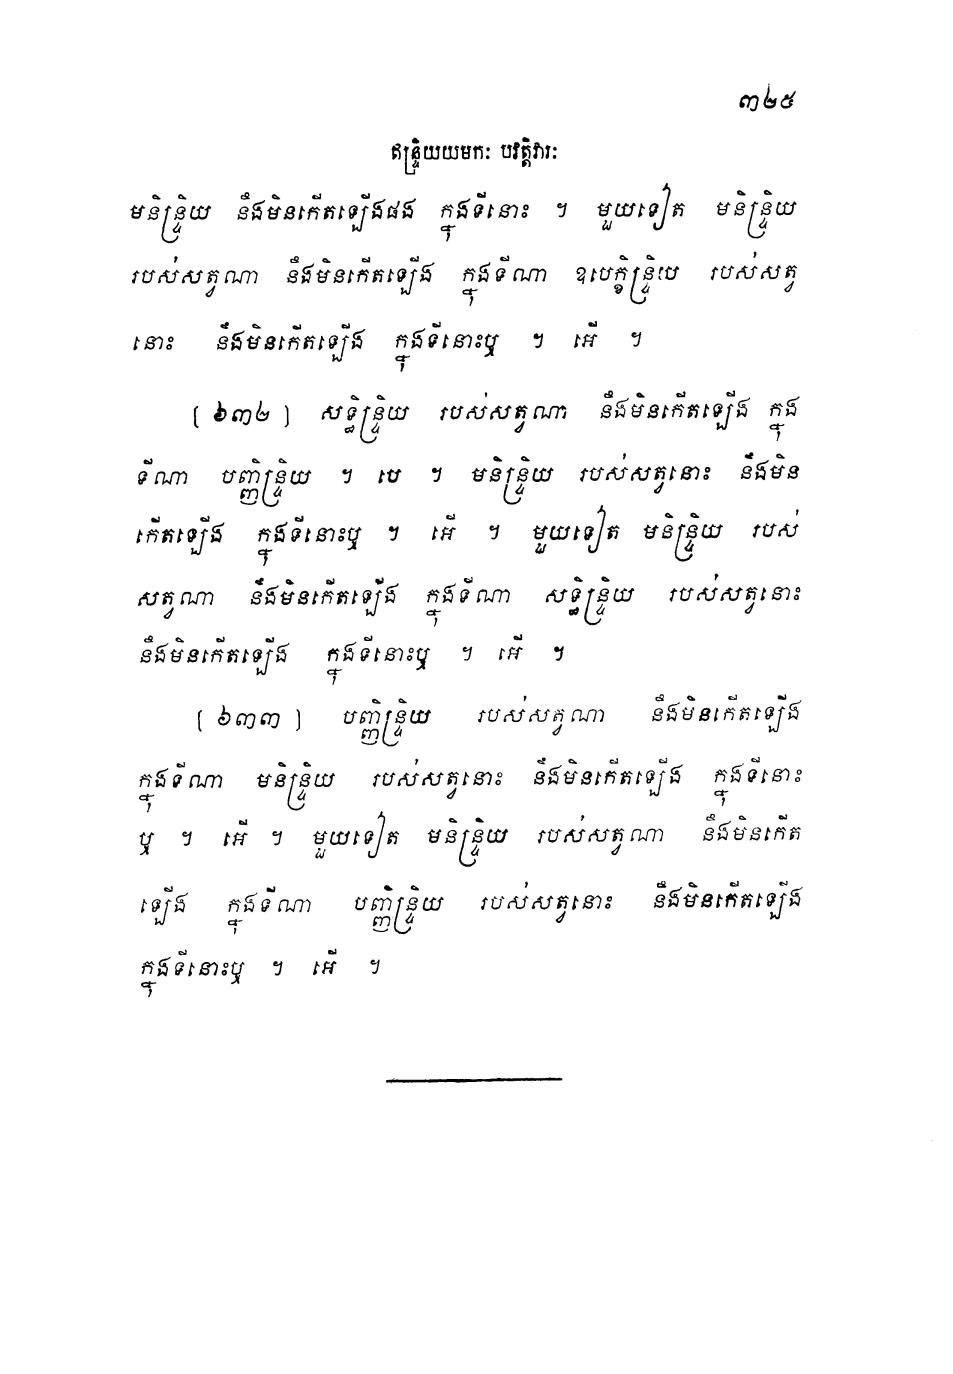 ៣២៥
ឥន្ទ្រិយយមកៈ បវត្តិវារៈ
មនិន្ទ្រិយ នឹងមិនកើតឡើងផង ក្នុងទីនោះ ។ មួយទៀត មនិន្ទ្រិយ
របស់សត្វណា នឹងមិនកើតឡើង ក្នុងទីណា ឧបេក្ខិន្ទ្រិយ របស់សត្វ
នោះ នឹងមិនកើតឡើង ក្នុងទីនោះឬ ។ អើ ។
[ ៦៣២ ] សទ្ធិន្ទ្រិយ របស់សត្វណា នឹងមិនកើតឡើង ក្នុង
ទីណា បញ្ញិន្ទ្រិយ ។ បេ ។ មនិន្ទ្រិយ របស់សត្វនោះ នឹងមិន
កើតឡើង ក្នុងទីនោះឬ ។ អើ ។ មួយទៀត មនិន្ទ្រិយ របស់
សត្វណា នឹងមិនកើតឡើង ក្នុងទីណា សទ្ធិន្ទ្រិយ របស់សត្វនោះ
នឹងមិនកើតឡើង ក្នុងទីនោះឬ ។ អើ ។
[ ៦៣៣ ] បញ្ញិន្ទ្រិយ របស់សត្វណា នឹងមិនកើតឡើង
ក្នុងទីណា មនិន្ទ្រិយ របស់សត្វនោះ នឹងមិនកើតឡើង ក្នុងទីនោះ
ឬ ។ អើ ។ មួយទៀត មនិន្ទ្រិយ របស់សត្វណា នឹងមិនកើត
ឡើង ក្នុងទីណា បញ្ញិន្ទ្រិយ របស់សត្វនោះ នឹងមិនកើតឡើង
ក្នុងទីនោះឬ ។ អើ ។